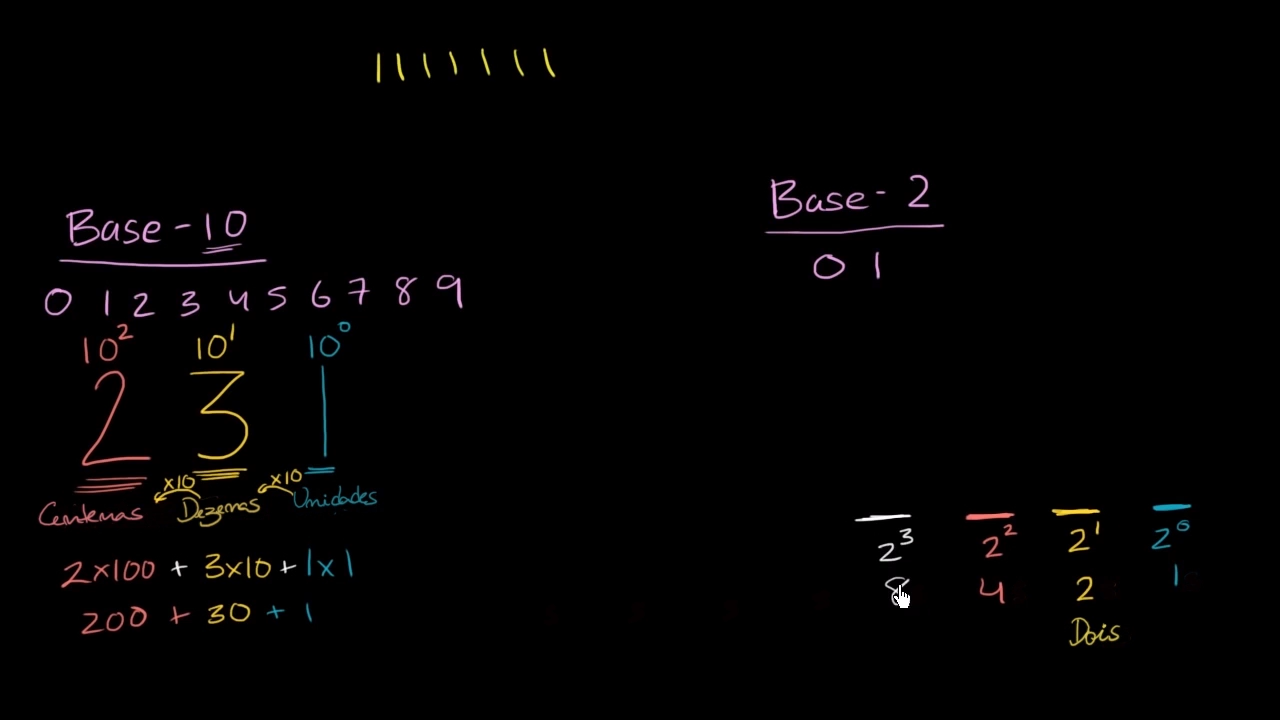 | | | | | | |
Base-10
0 1 2 3 4 5 6 7 8 9
10² 10¹ 10⁰
2 3 1
x10 x10
Centenas Dezenas Unidades
2x100 + 3x10 + 1x1
200 + 30 + 1
Base-2
0 1
2³ 2² 2¹ 2⁰
8 4 2 1
Dois